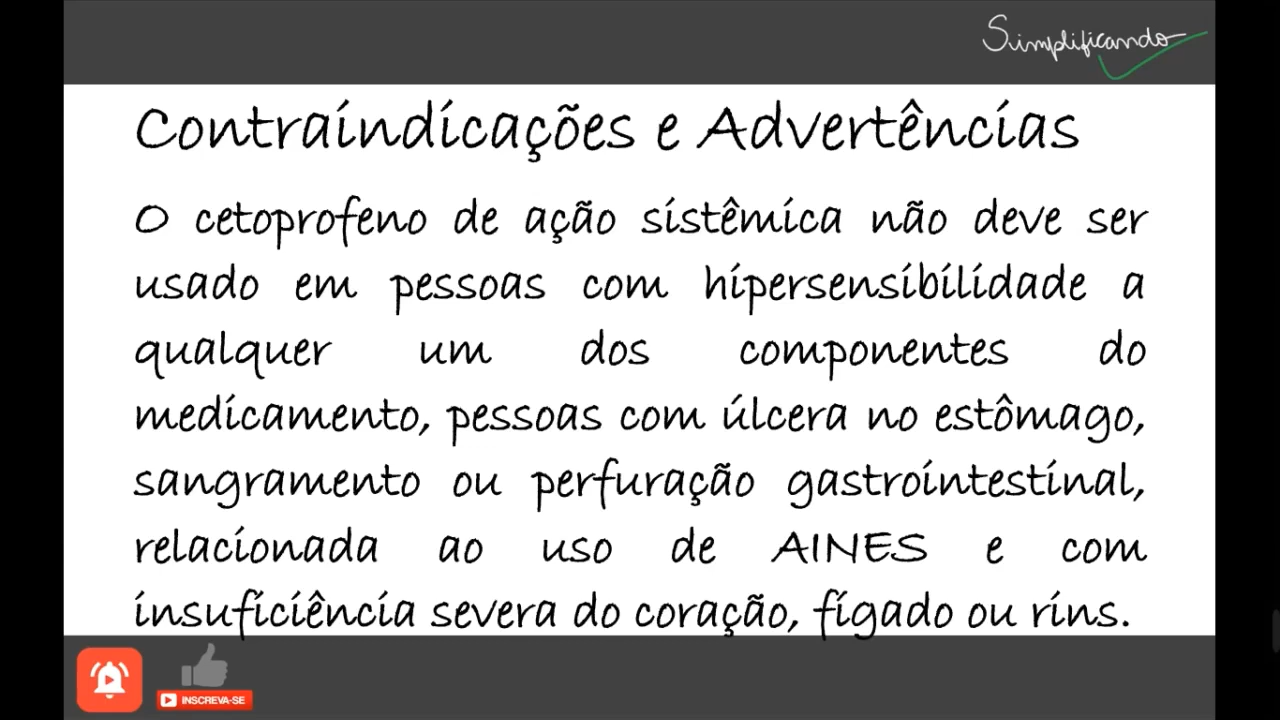 Simplificando
Contraindicações e Advertências
O cetoprofeno de ação sistêmica não deve ser
usado em pessoas com hipersensibilidade a
qualquer um dos componentes do
medicamento, pessoas com úlcera no estômago,
sangramento ou perfuração gastrointestinal,
relacionada ao uso de AINES e com
insuficiência severa do coração, fígado ou rins.
INSCREVA-SE